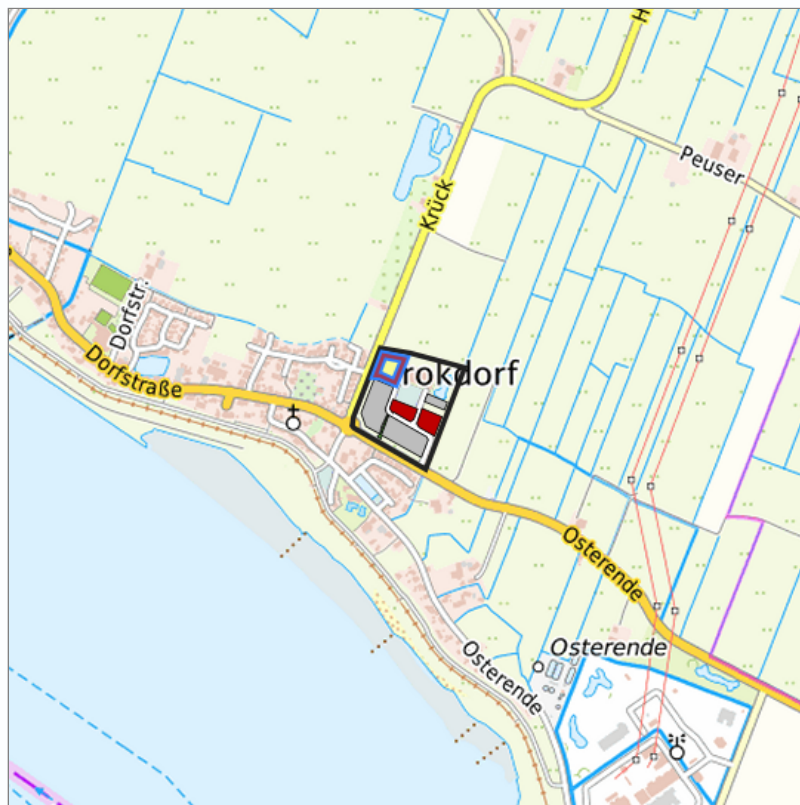 H
Peuser
Krück
Dorfstr.
Dorfstraße
rokdorf
Osterende
Osterende
Osterende